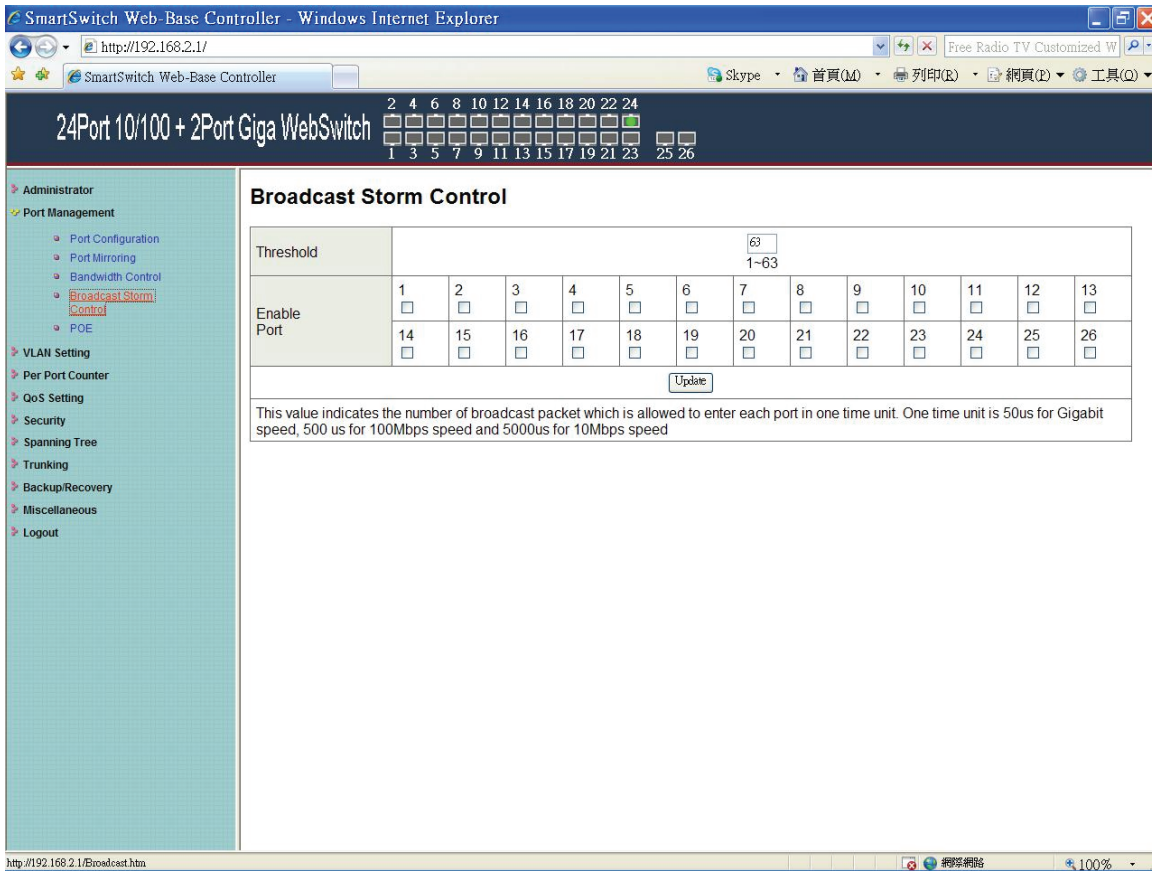 SmartSwitch Web-Base Controller - Windows Internet Explorer
http://192.168.2.1/
Free Radio TV Customized W
SmartSwitch Web-Base Controller
Skype 首頁(M) 列印(R) 網頁(P) 工具(O)
24Port 10/100 + 2Port Giga WebSwitch
2 4 6 8 10 12 14 16 18 20 22 24
1 3 5 7 9 11 13 15 17 19 21 23 25 26
Administrator
Port Management
Port Configuration
Port Mirroring
Bandwidth Control
Broadcast Storm
Control
POE
VLAN Setting
Per Port Counter
QoS Setting
Security
Spanning Tree
Trunking
Backup/Recovery
Miscellaneous
Logout
Broadcast Storm Control
Threshold
63
1~63
Enable
Port
1 2 3 4 5 6 7 8 9 10 11 12 13
14 15 16 17 18 19 20 21 22 23 24 25 26
Update
This value indicates the number of broadcast packet which is allowed to enter each port in one time unit. One time unit is 50us for Gigabit
speed, 500 us for 100Mbps speed and 5000us for 10Mbps speed
http://192.168.2.1/Broadcast.htm
網際網路
100%